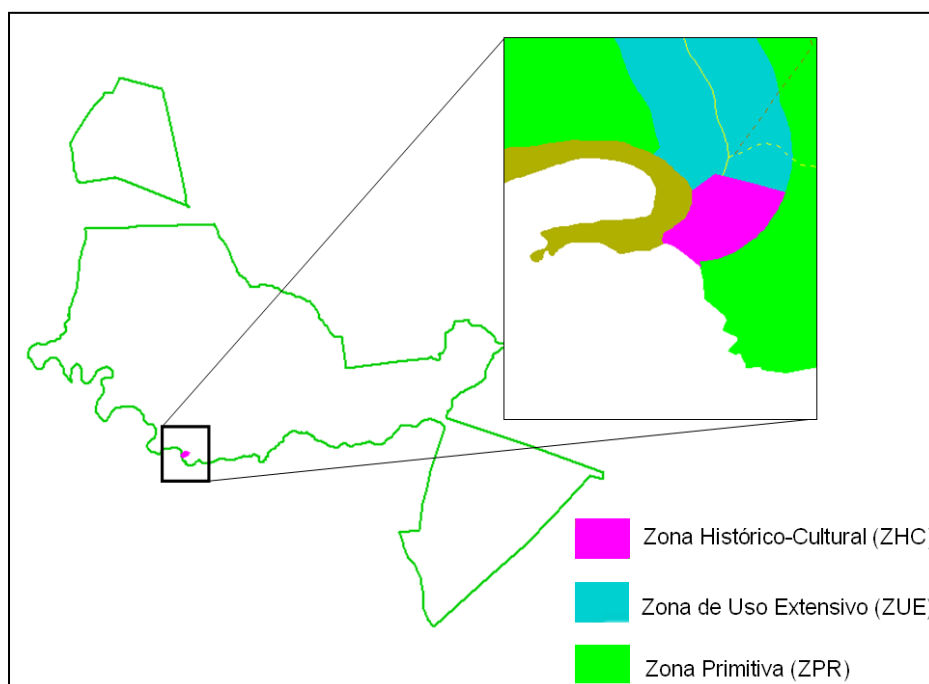 Zona Histórico-Cultural (ZHC)
Zona de Uso Extensivo (ZUE)
Zona Primitiva (ZPR)